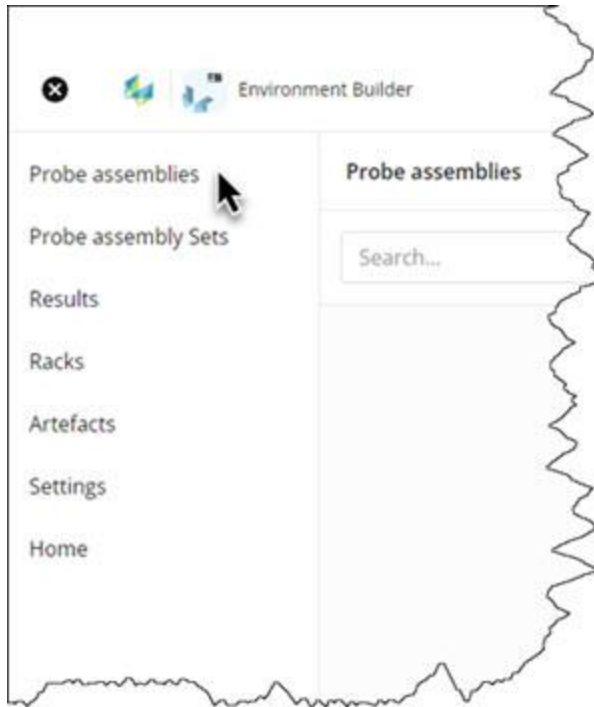 Environment Builder
Probe assemblies
Probe assembly Sets
Results
Racks
Artefacts
Settings
Home
Probe assemblies
Search...